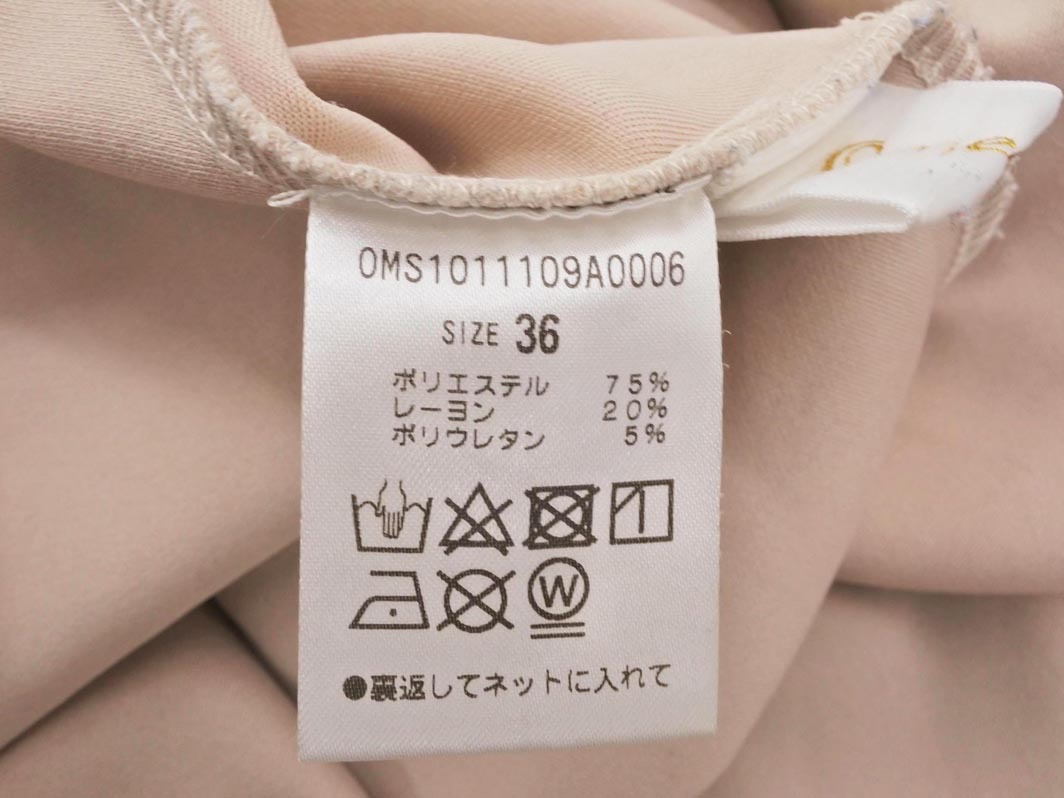 OMS1011109A0006
SIZE 36
ポリエステル 75%
レーヨン 20%
ポリウレタン 5%
W
●裏返してネットに入れて